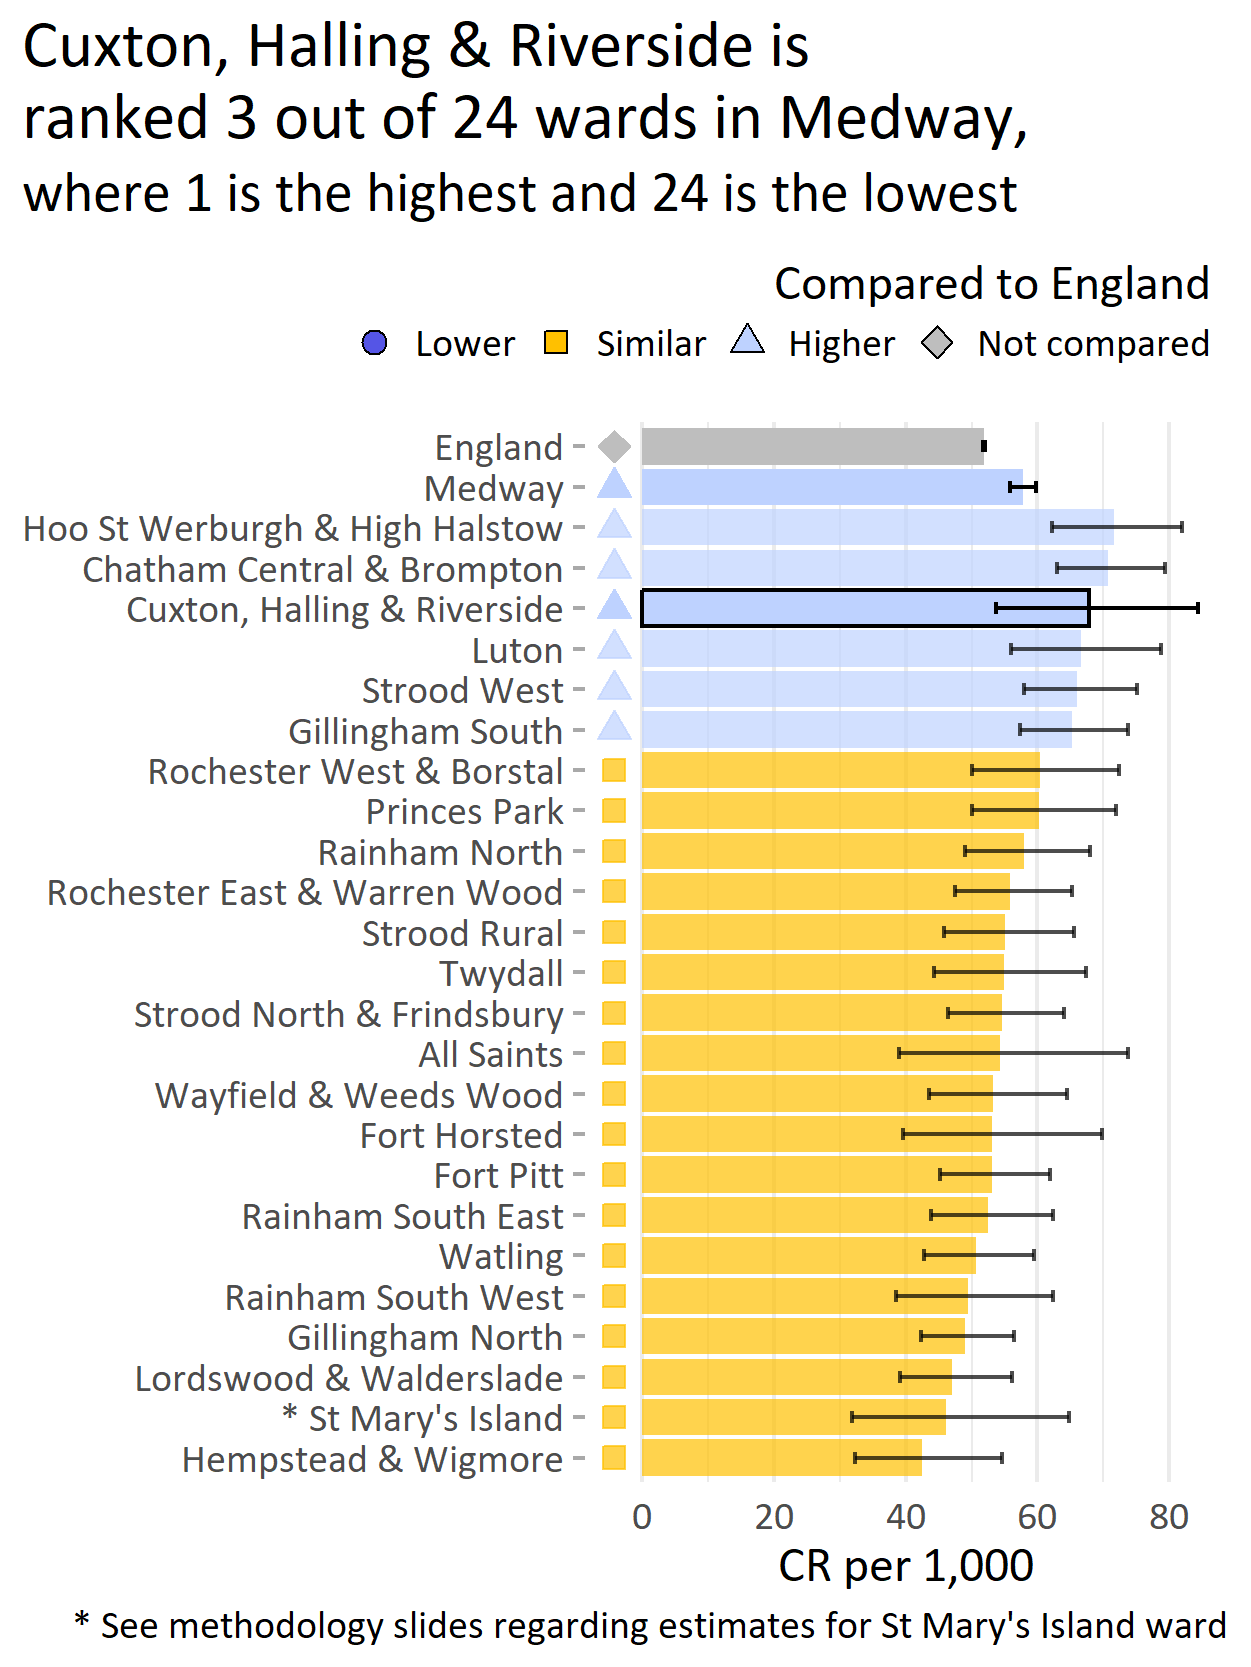 Cuxton, Halling & Riverside is
ranked 3 out of 24 wards in Medway,
where 1 is the highest and 24 is the lowest
Compared to England
Lower Similar Higher Not compared
England
Medway
Hoo St Werburgh & High Halstow
Chatham Central & Brompton
Cuxton, Halling & Riverside
Luton
Strood West
Gillingham South
Rochester West & Borstal
Princes Park
Rainham North
Rochester East & Warren Wood
Strood Rural
Twydall
Strood North & Frindsbury
All Saints
Wayfield & Weeds Wood
Fort Horsted
Fort Pitt
Rainham South East
Watling
Rainham South West
Gillingham North
Lordswood & Walderslade
* St Mary's Island
Hempstead & Wigmore
0 20 40 60 80
CR per 1,000
* See methodology slides regarding estimates for St Mary's Island ward